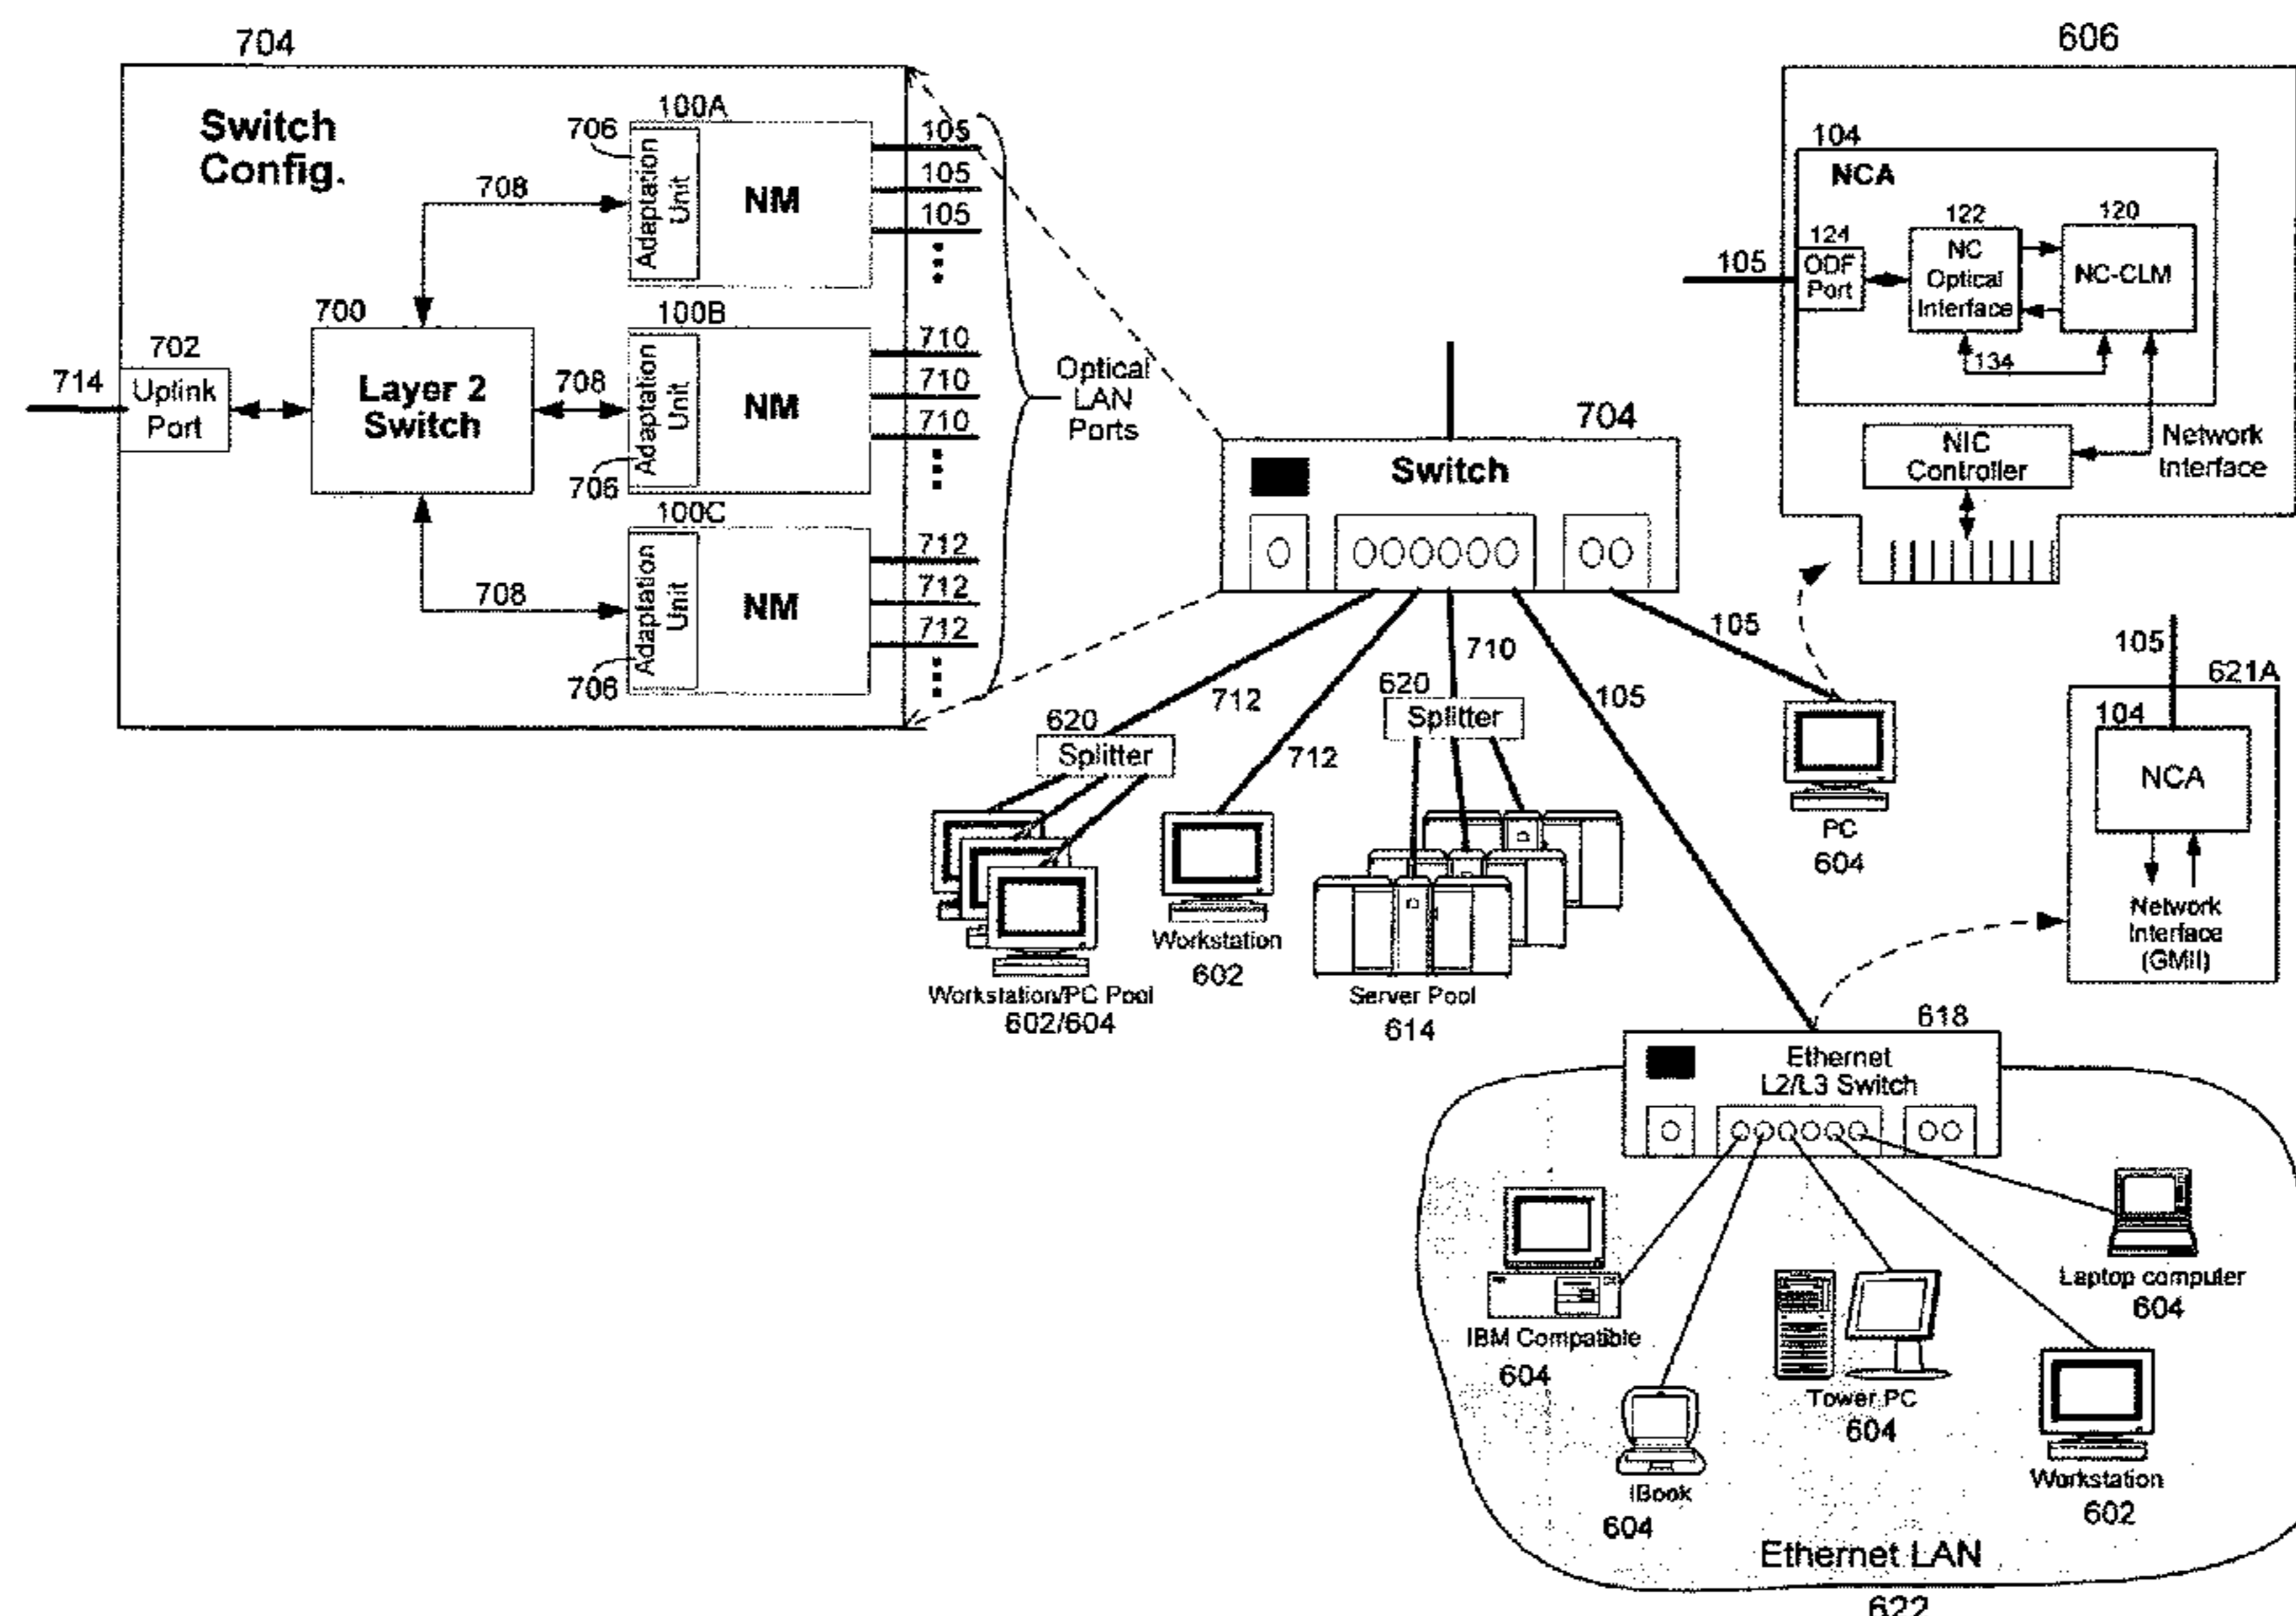 704
Switch
Config.
100A
706
Adaptation
Unit
NM
105
105
105
708
700
702
714
Uplink
Port
Layer 2
Switch
708
100B
Adaptation
Unit
NM
706
710
710
710
Optical
LAN
Ports
100C
Adaptation
Unit
NM
708
706
712
712
712
704
Switch
712
712
710
105
105
620
Splitter
620
Splitter
Workstation/PC Pool
602/604
Workstation
602
Server Pool
614
PC
604
606
104
NCA
122
120
124
105
ODF
Port
NC
Optical
Interface
NC-CLM
134
NIC
Controller
Network
Interface
105
621A
104
NCA
Network
Interface
(GMII)
618
Ethernet
L2/L3 Switch
IBM Compatible
604
iBook
604
Tower PC
604
Laptop computer
604
Workstation
602
Ethernet LAN
622